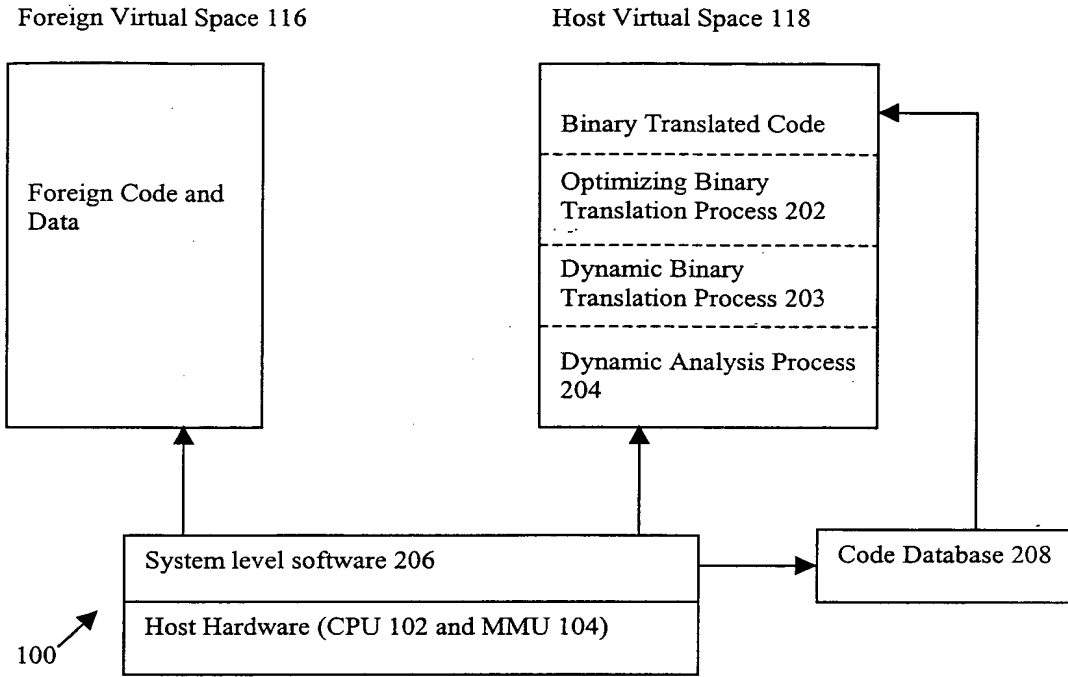 Foreign Virtual Space 116
Host Virtual Space 118
Foreign Code and
Data
Binary Translated Code
Optimizing Binary
Translation Process 202
Dynamic Binary
Translation Process 203
Dynamic Analysis Process
204
System level software 206
Host Hardware (CPU 102 and MMU 104)
Code Database 208
100